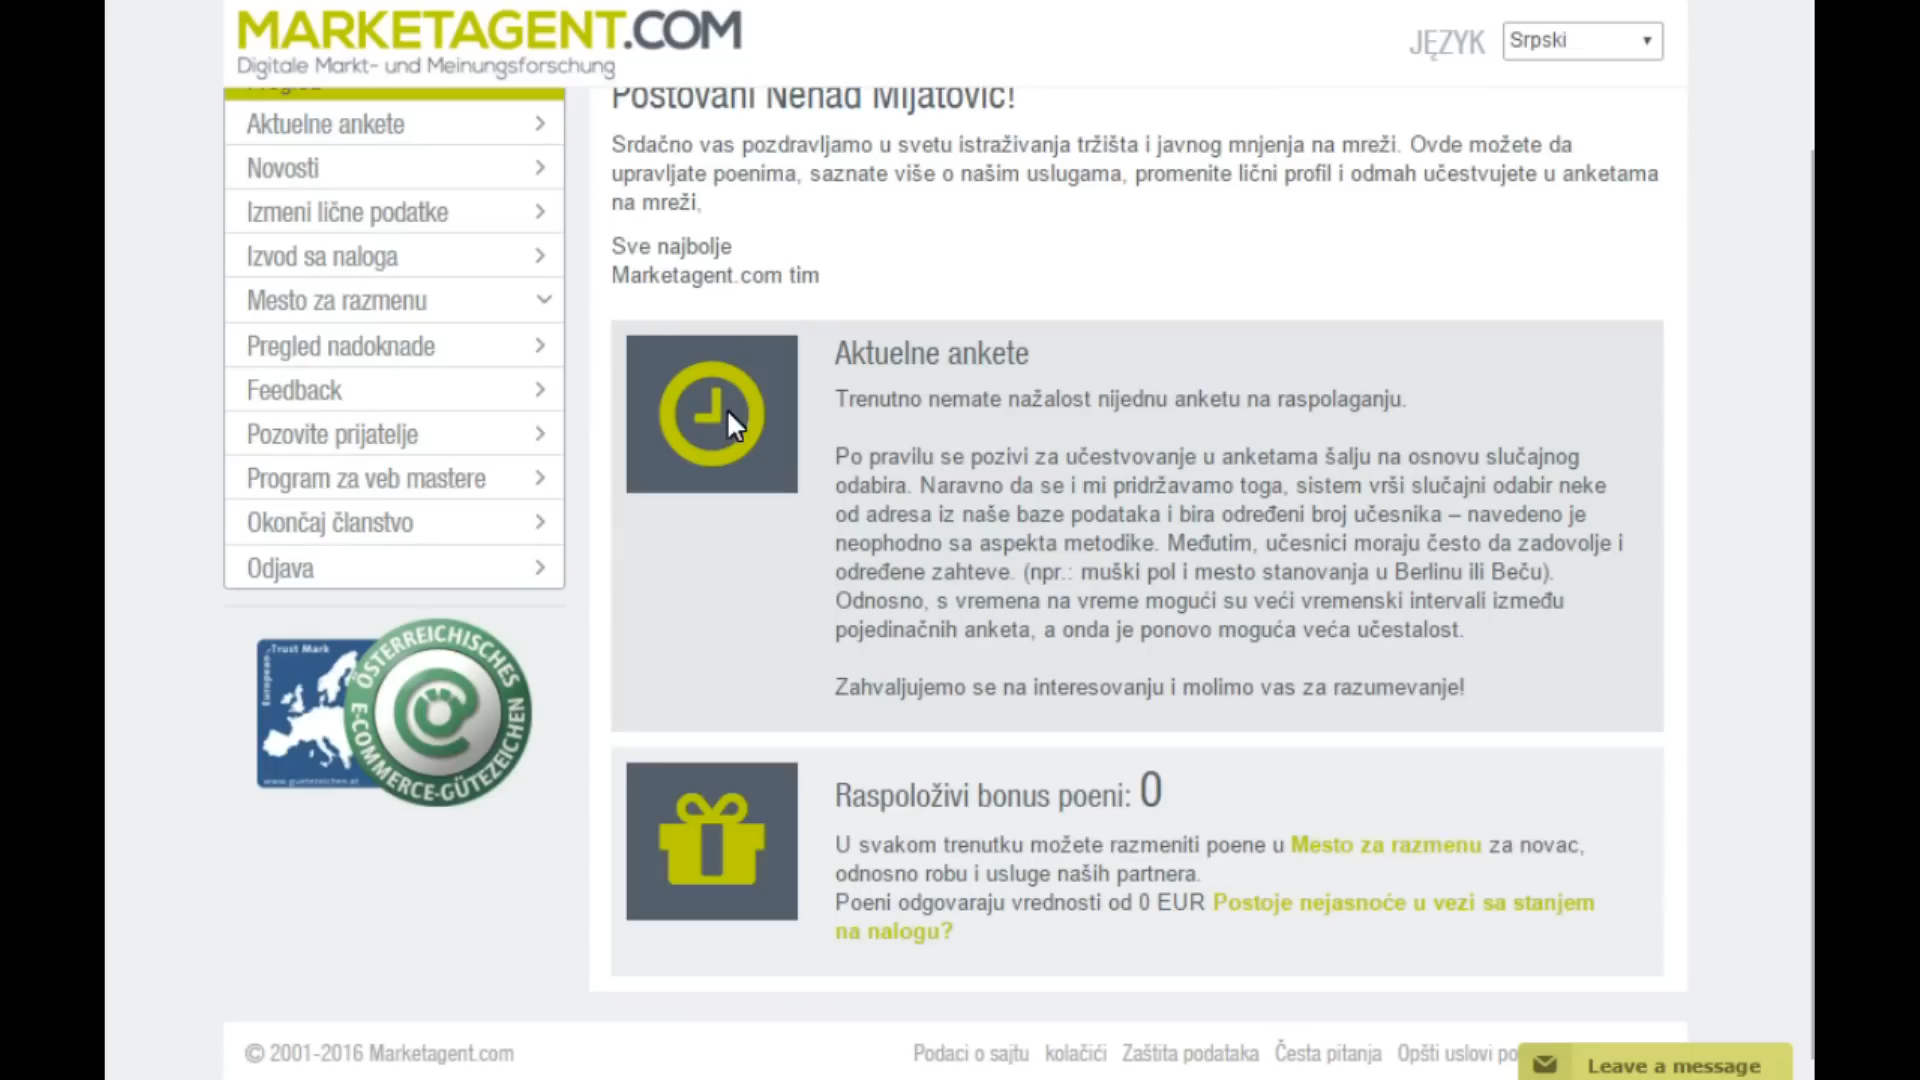 MARKETAGENT.COM
Digitale Markt- und Meinungsforschung
JĘZYK
Srpski
Aktuelne ankete
Novosti
Izmeni lične podatke
Izvod sa naloga
Mesto za razmenu
Pregled nadoknade
Feedback
Pozovite prijatelje
Program za veb mastere
Okončaj članstvo
Odjava
European Trust Mark
www.guetezeichen.at
ÖSTERREICHISCHES
E-COMMERCE-GÜTEZEICHEN
Poštovani Nenad Mijatović!
Srdačno vas pozdravljamo u svetu istraživanja tržišta i javnog mnjenja na mreži. Ovde možete da
upravljate poenima, saznate više o našim uslugama, promenite lični profil i odmah učestvujete u anketama
na mreži,
Sve najbolje
Marketagent.com tim
Aktuelne ankete
Trenutno nemate nažalost nijednu anketu na raspolaganju.
Po pravilu se pozivi za učestvovanje u anketama šalju na osnovu slučajnog
odabira. Naravno da se i mi pridržavamo toga, sistem vrši slučajni odabir neke
od adresa iz naše baze podataka i bira određeni broj učesnika – navedeno je
neophodno sa aspekta metodike. Međutim, učesnici moraju često da zadovolje i
određene zahteve. (npr.: muški pol i mesto stanovanja u Berlinu ili Beču).
Odnosno, s vremena na vreme mogući su veći vremenski intervali između
pojedinačnih anketa, a onda je ponovo moguća veća učestalost.
Zahvaljujemo se na interesovanju i molimo vas za razumevanje!
Raspoloživi bonus poeni: 0
U svakom trenutku možete razmeniti poene u Mesto za razmenu za novac,
odnosno robu i usluge naših partnera.
Poeni odgovaraju vrednosti od 0 EUR Postoje nejasnoće u vezi sa stanjem
na nalogu?
© 2001-2016 Marketagent.com
Podaci o sajtu kolačići Zaštita podataka Česta pitanja Opšti uslovi po
Leave a message